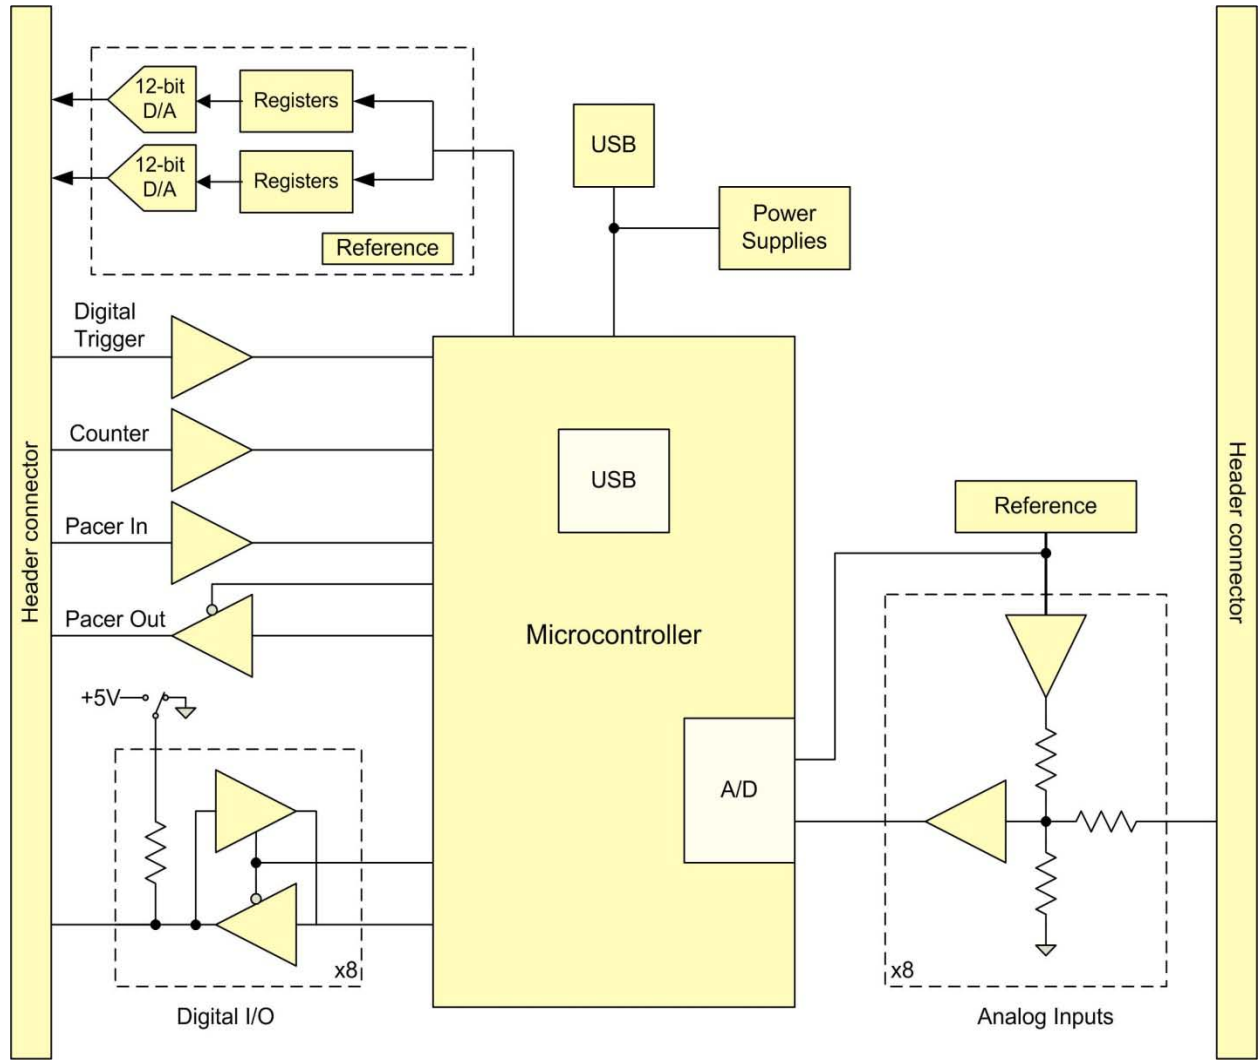 12-bit
D/A
Registers
12-bit
D/A
Registers
Reference
USB
Power
Supplies
Digital
Trigger
Counter
Pacer In
Pacer Out
+5V
x8
Digital I/O
Header connector
USB
Microcontroller
A/D
Reference
x8
Analog Inputs
Header connector